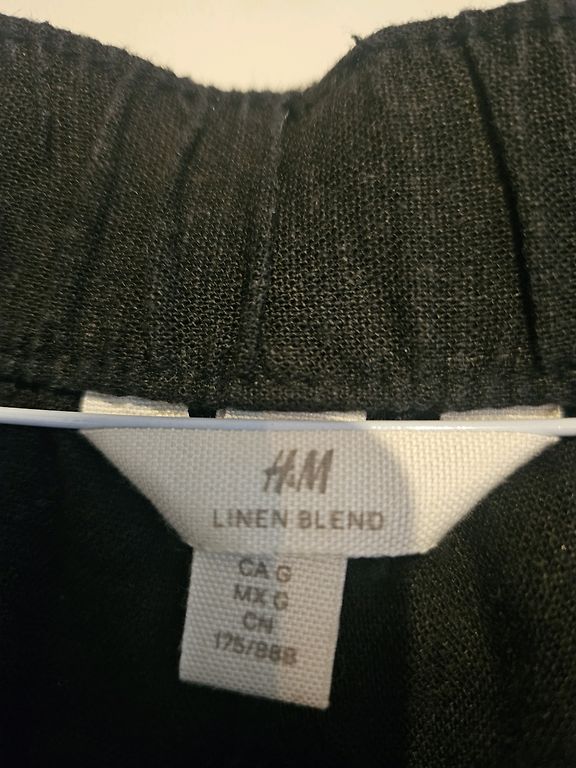 H&M
LINEN BLEND
CA G
MX G
CN
175/88B